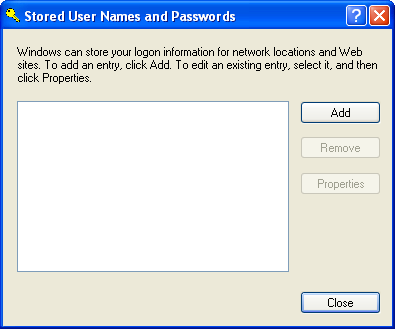 Stored User Names and Passwords
Windows can store your logon information for network locations and Web
sites. To add an entry, click Add. To edit an existing entry, select it, and then
click Properties.
Add
Remove
Properties
Close